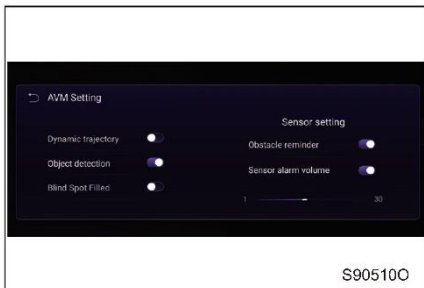 AVM Setting
Dynamic trajectory
Object detection
Blind Spot Filled
Sensor setting
Obstacle reminder
Sensor alarm volume
1 30
S90510O